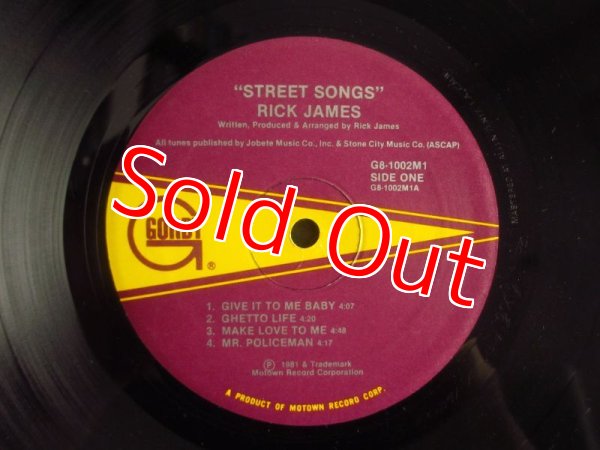 "STREET SONGS"
RICK JAMES
Written, Produced & Arranged by Rick James
All tunes published by Jobete Music Co., Inc. & Stone City Music Co. (ASCAP)
G8-1002M1
SIDE ONE
G8-1002M1A
GORDY
G ®
Sold Out
1. GIVE IT TO ME BABY 4:07
2. GHETTO LIFE 4:20
3. MAKE LOVE TO ME 4:48
4. MR. POLICEMAN 4:17
Ⓟ 1981 & Trademark
Motown Record Corporation
A PRODUCT OF MOTOWN RECORD CORP.